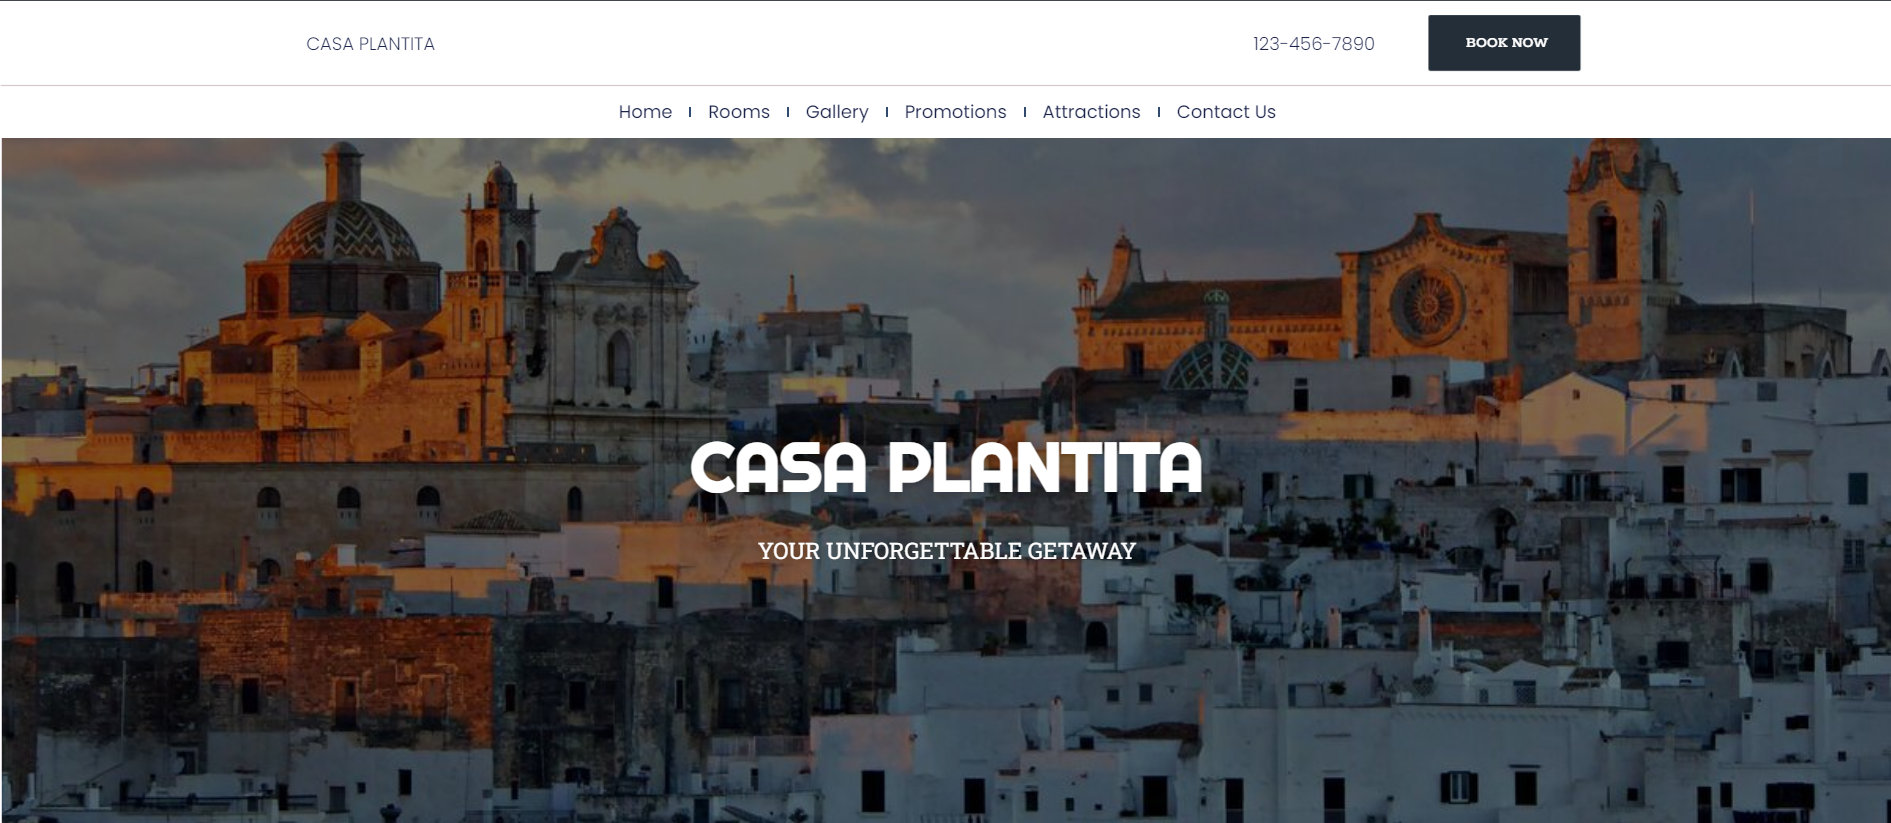 CASA PLANTITA
123-456-7890
BOOK NOW
Home | Rooms | Gallery | Promotions | Attractions | Contact Us
CASA PLANTITA
YOUR UNFORGETTABLE GETAWAY